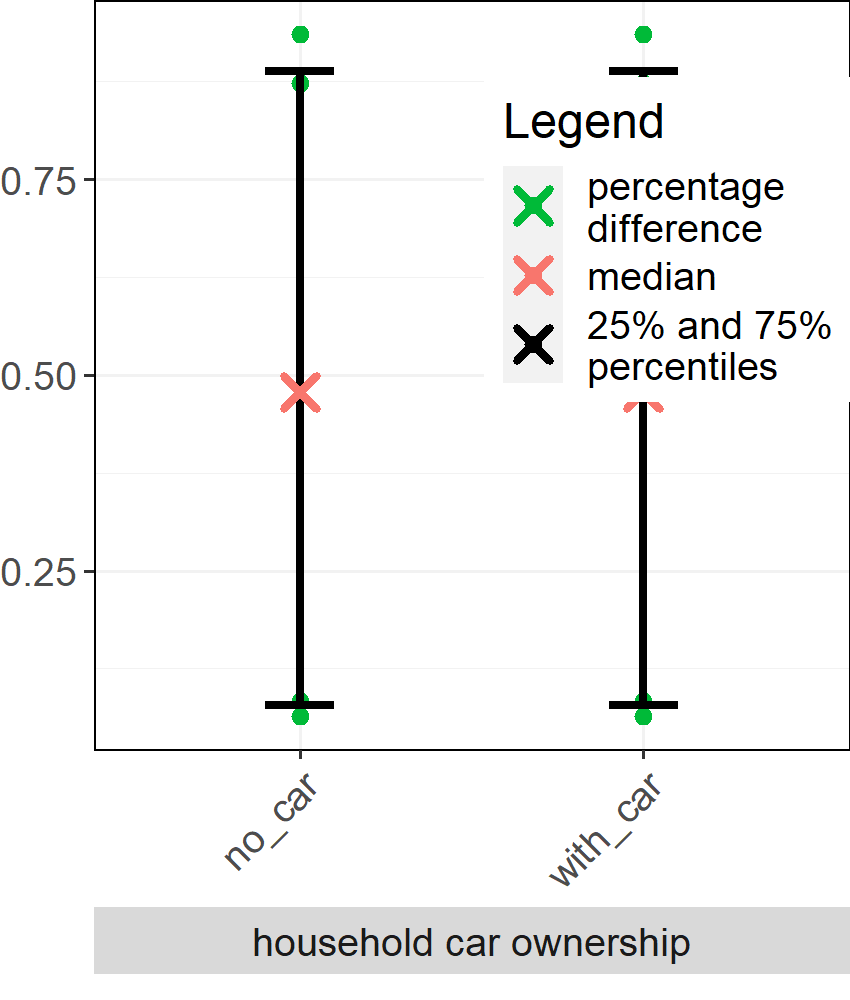 Legend
0.75
percentage
difference
median
25% and 75%
percentiles
0.50
0.25
no_car
with_car
household car ownership